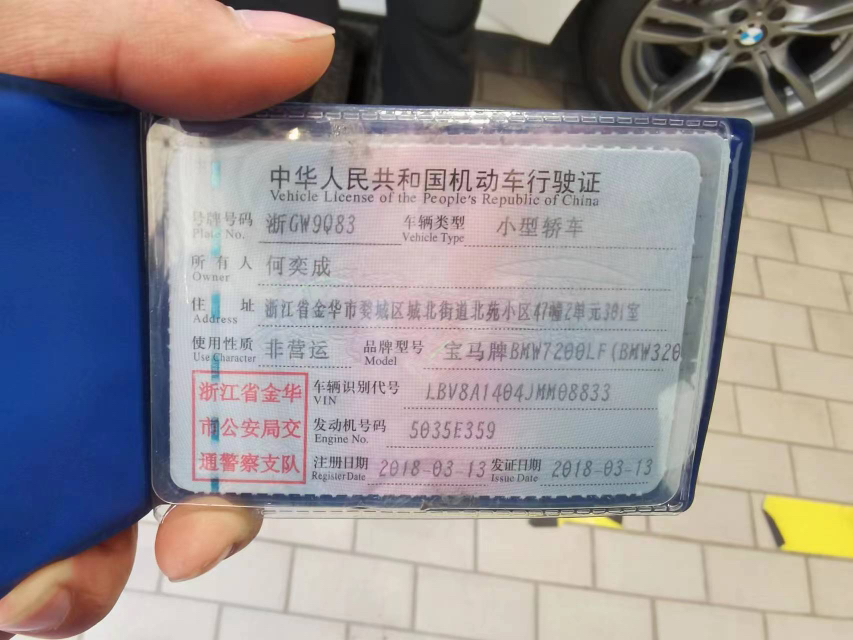 中华人民共和国机动车行驶证
Vehicle License of the People's Republic of China
号牌号码 浙GW9Q83 车辆类型 小型轿车
Plate No. Vehicle Type
所有人 何奕成
Owner
住址 浙江省金华市婺城区城北街道北苑小区47幢2单元301室
Address
使用性质 非营运 品牌型号 宝马牌BMW7200LF(BMW320
Use Character Model
浙江省金华 车辆识别代号 LBV8A1404JMM08833
VIN
市公安局交 发动机号码 5035E359
Engine No.
通警察支队 注册日期 2018-03-13 发证日期 2018-03-13
Register Date Issue Date